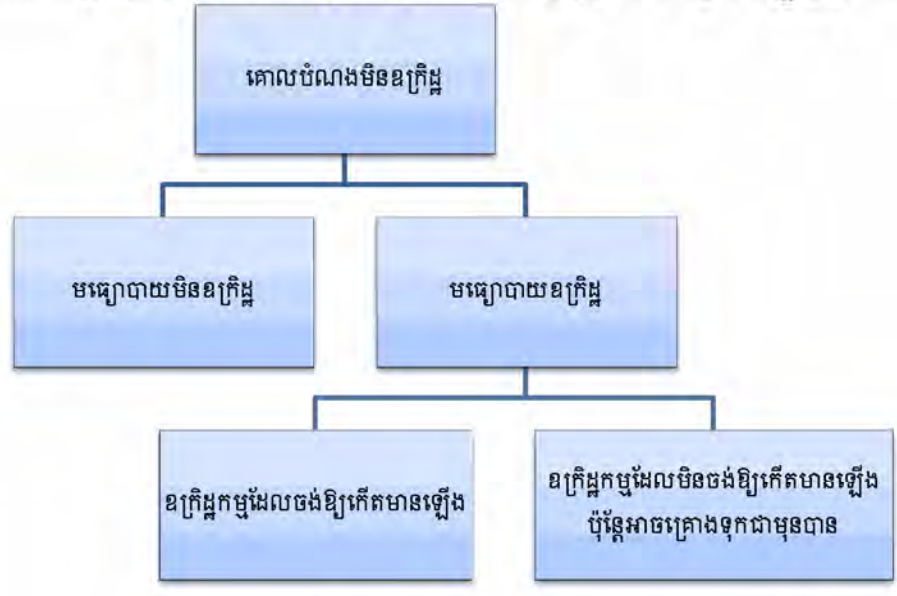 គោលបំណងមិនឧក្រិដ្ឋ
មធ្យោបាយមិនឧក្រិដ្ឋ
មធ្យោបាយឧក្រិដ្ឋ
ឧក្រិដ្ឋកម្មដែលចង់ឱ្យកើតមានឡើង
ឧក្រិដ្ឋកម្មដែលមិនចង់ឱ្យកើតមានឡើង
ប៉ុន្តែអាចគ្រោងទុកជាមុនបាន